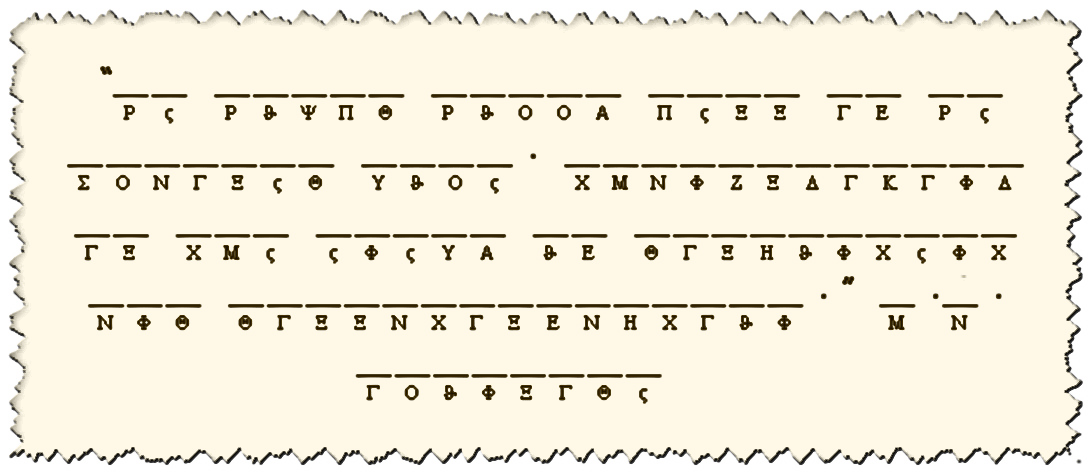 “Ρς ΡϑΨΠΘ ΡϑΟΟΑ ΠςΞΞ ΓΕ Ρς
ΣΟΝΓΞςΘ ΥϑΟς. ΧΜΝΦΖΞΔΓΚΓΦΔ
ΓΞ ΧΜς ςΦςΥΑ ϑΕ ΘΓΞΗϑΦΧςΦΧ
ΝΦΘ ΘΓΞΞΝΧΓΞΕΝΗΧΓϑΦ.” Μ.Ν.
ΓΟϑΦΞΓΘς